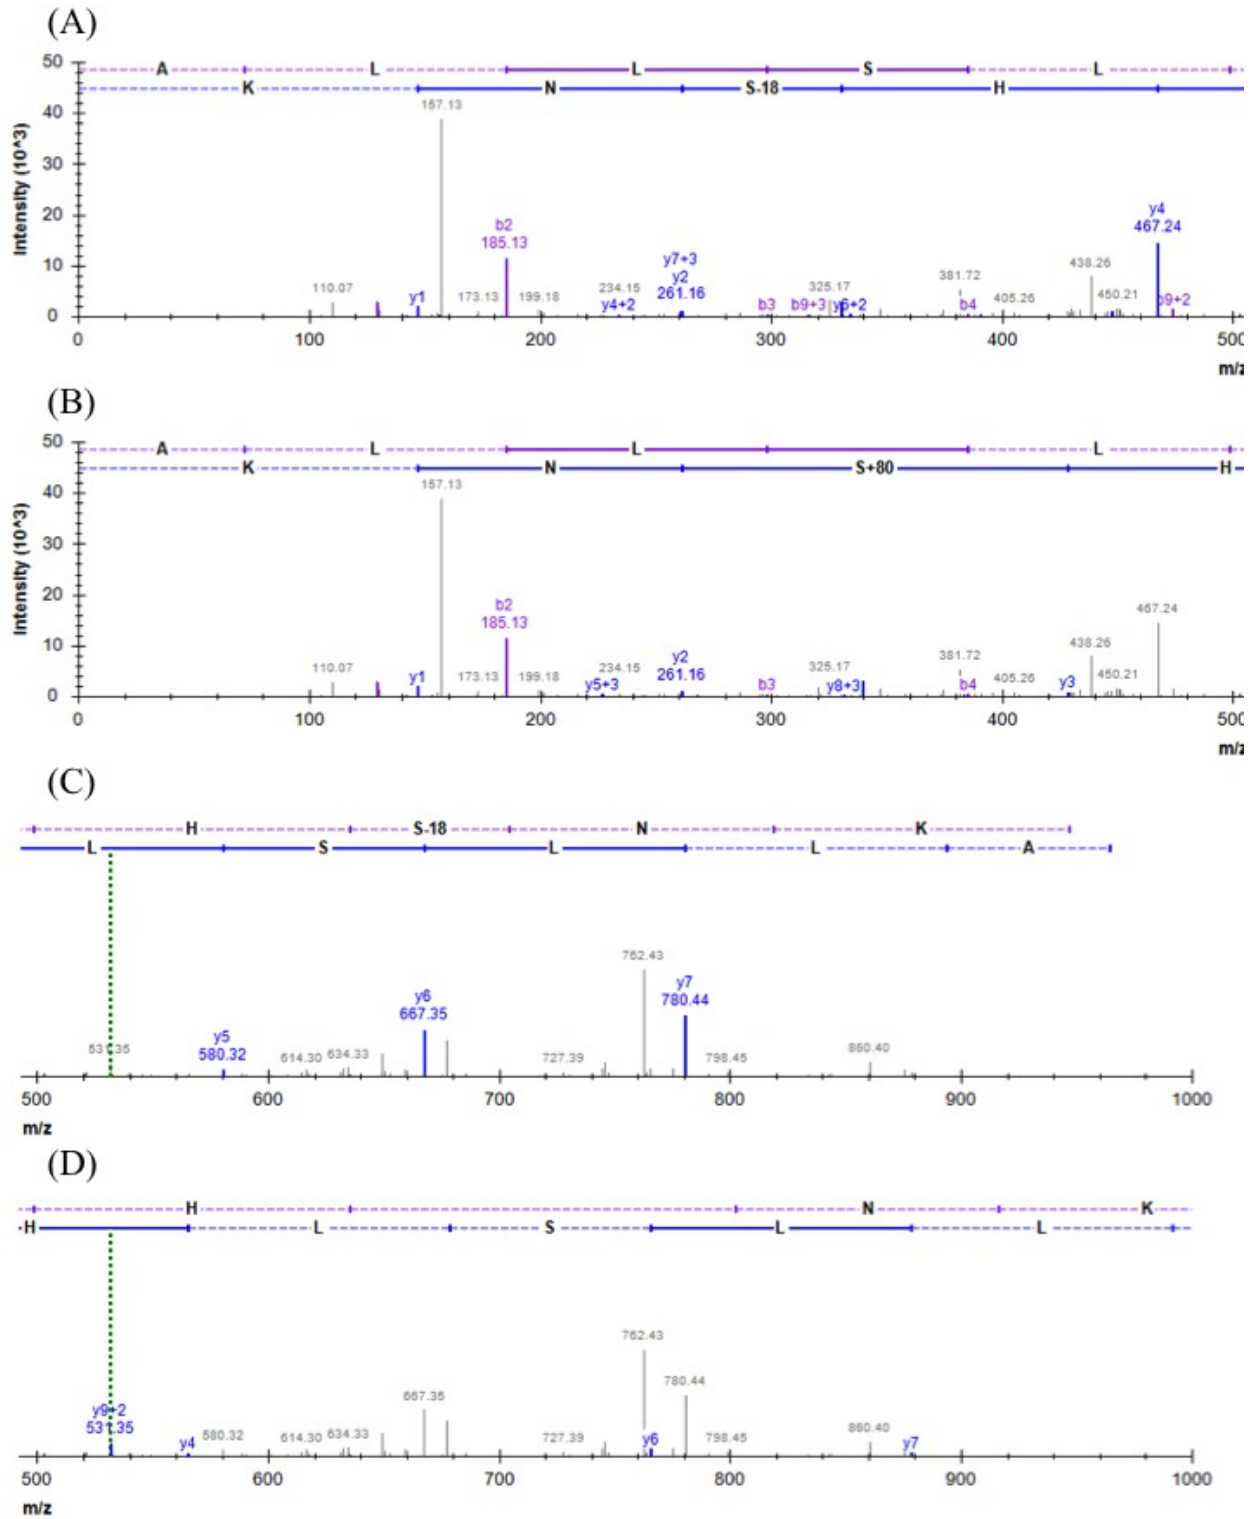 (A)
A L L S L
K N S-18 H
Intensity (10^3)
50
40
30
20
10
0
157.13
b2
185.13
y7+3
y2
261.16
y4
467.24
110.07
y1
173.13
199.18
234.15
y4+2
b3
b9+3
325.17
y6+2
381.72
b4
405.26
438.26
450.21
b9+2
0 100 200 300 400 500
m/z
(B)
A L L L
K N S+80 H
Intensity (10^3)
50
40
30
20
10
0
157.13
b2
185.13
y2
261.16
467.24
110.07
y1
173.13
199.18
234.15
y5+3
b3
325.17
y8+3
381.72
b4
405.26
438.26
y3
450.21
0 100 200 300 400 500
m/z
(C)
H S-18 N K
L S L L A
762.43
y7
780.44
y6
667.35
y5
580.32
531.35
614.30
634.33
727.39
798.45
860.40
500 600 700 800 900 1000
m/z
(D)
H N K
H L S L L
762.43
780.44
667.35
y9+2
531.35
y4
580.32
614.30
634.33
727.39
y6
798.45
860.40
y7
500 600 700 800 900 1000
m/z